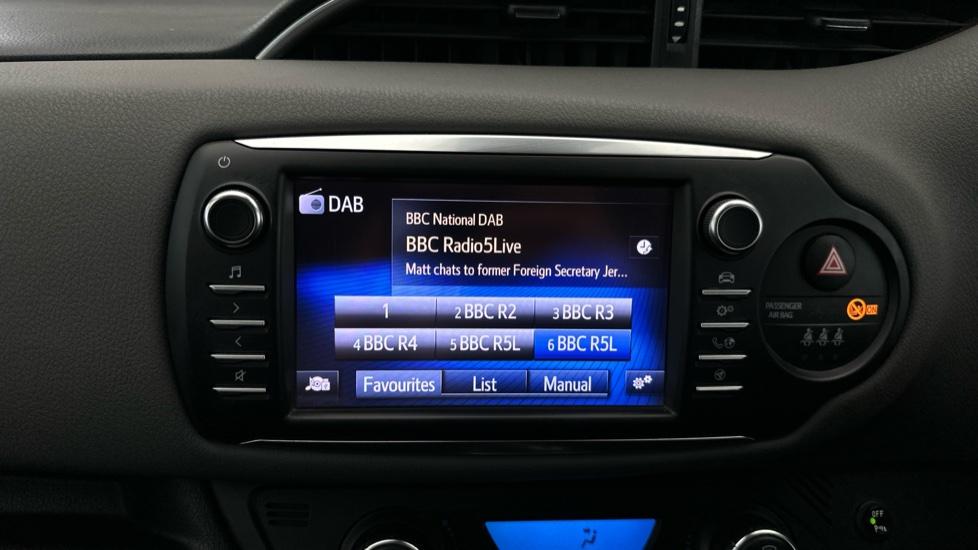 DAB
BBC National DAB
BBC Radio5Live
Matt chats to former Foreign Secretary Jer...
1
2 BBC R2
3 BBC R3
4 BBC R4
5 BBC R5L
6 BBC R5L
Favourites
List
Manual
PASSENGER
AIR BAG
ON
OFF